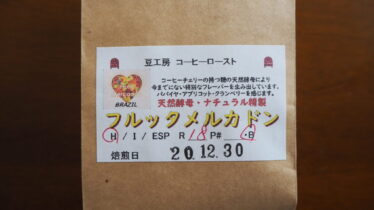 豆工房 コーヒーロースト
コーヒーチェリーの持つ糖の天然酵母により
今までにない特別なフレーバーを生み出しています。
パパイヤ・アプリコット・クランベリーを感じます。
天然酵母・ナチュラル精製
BRAZIL
フルッタメルカドン
H / I / ESP R 18 P# ・B
焙煎日 20.12.30